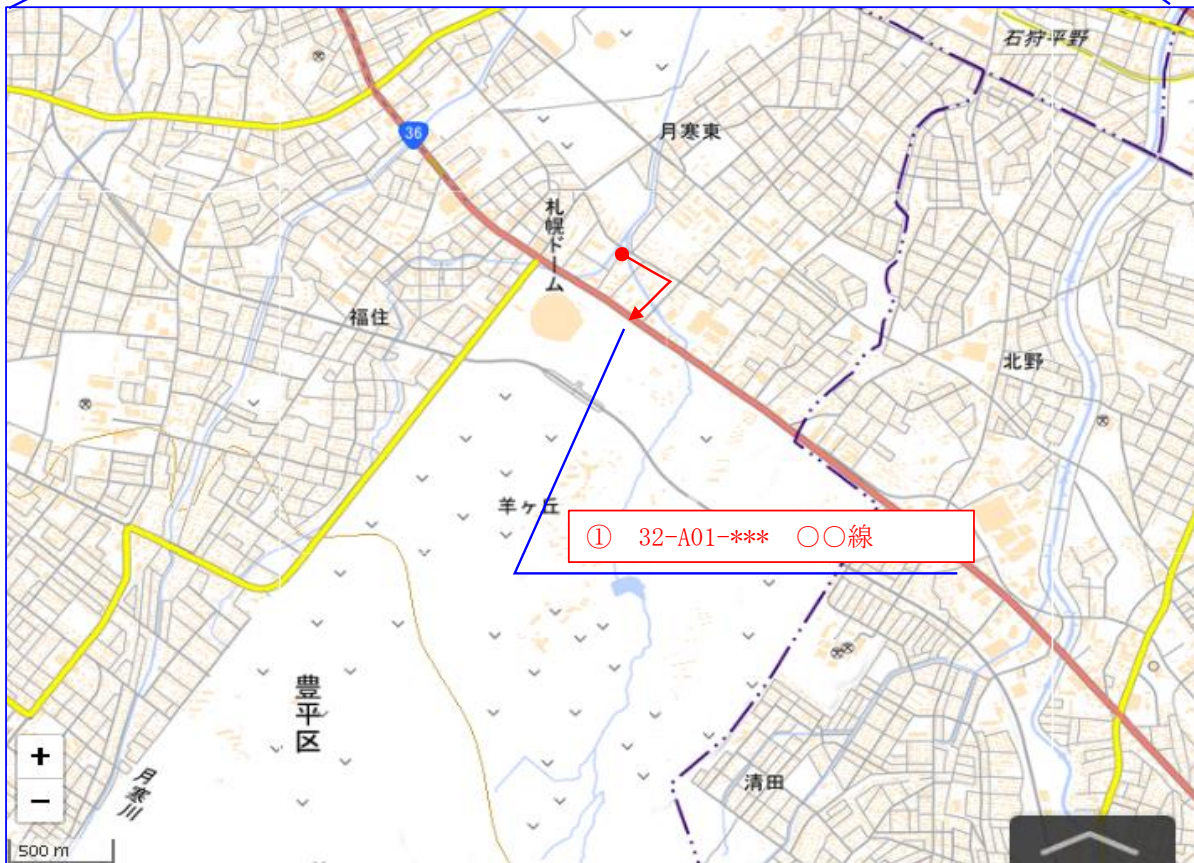 石狩平野
36
月寒東
札幌ドーム
福住
北野
羊ヶ丘
① 32-A01-*** ○○線
豊平区
清田
月寒川
+
−
500 m